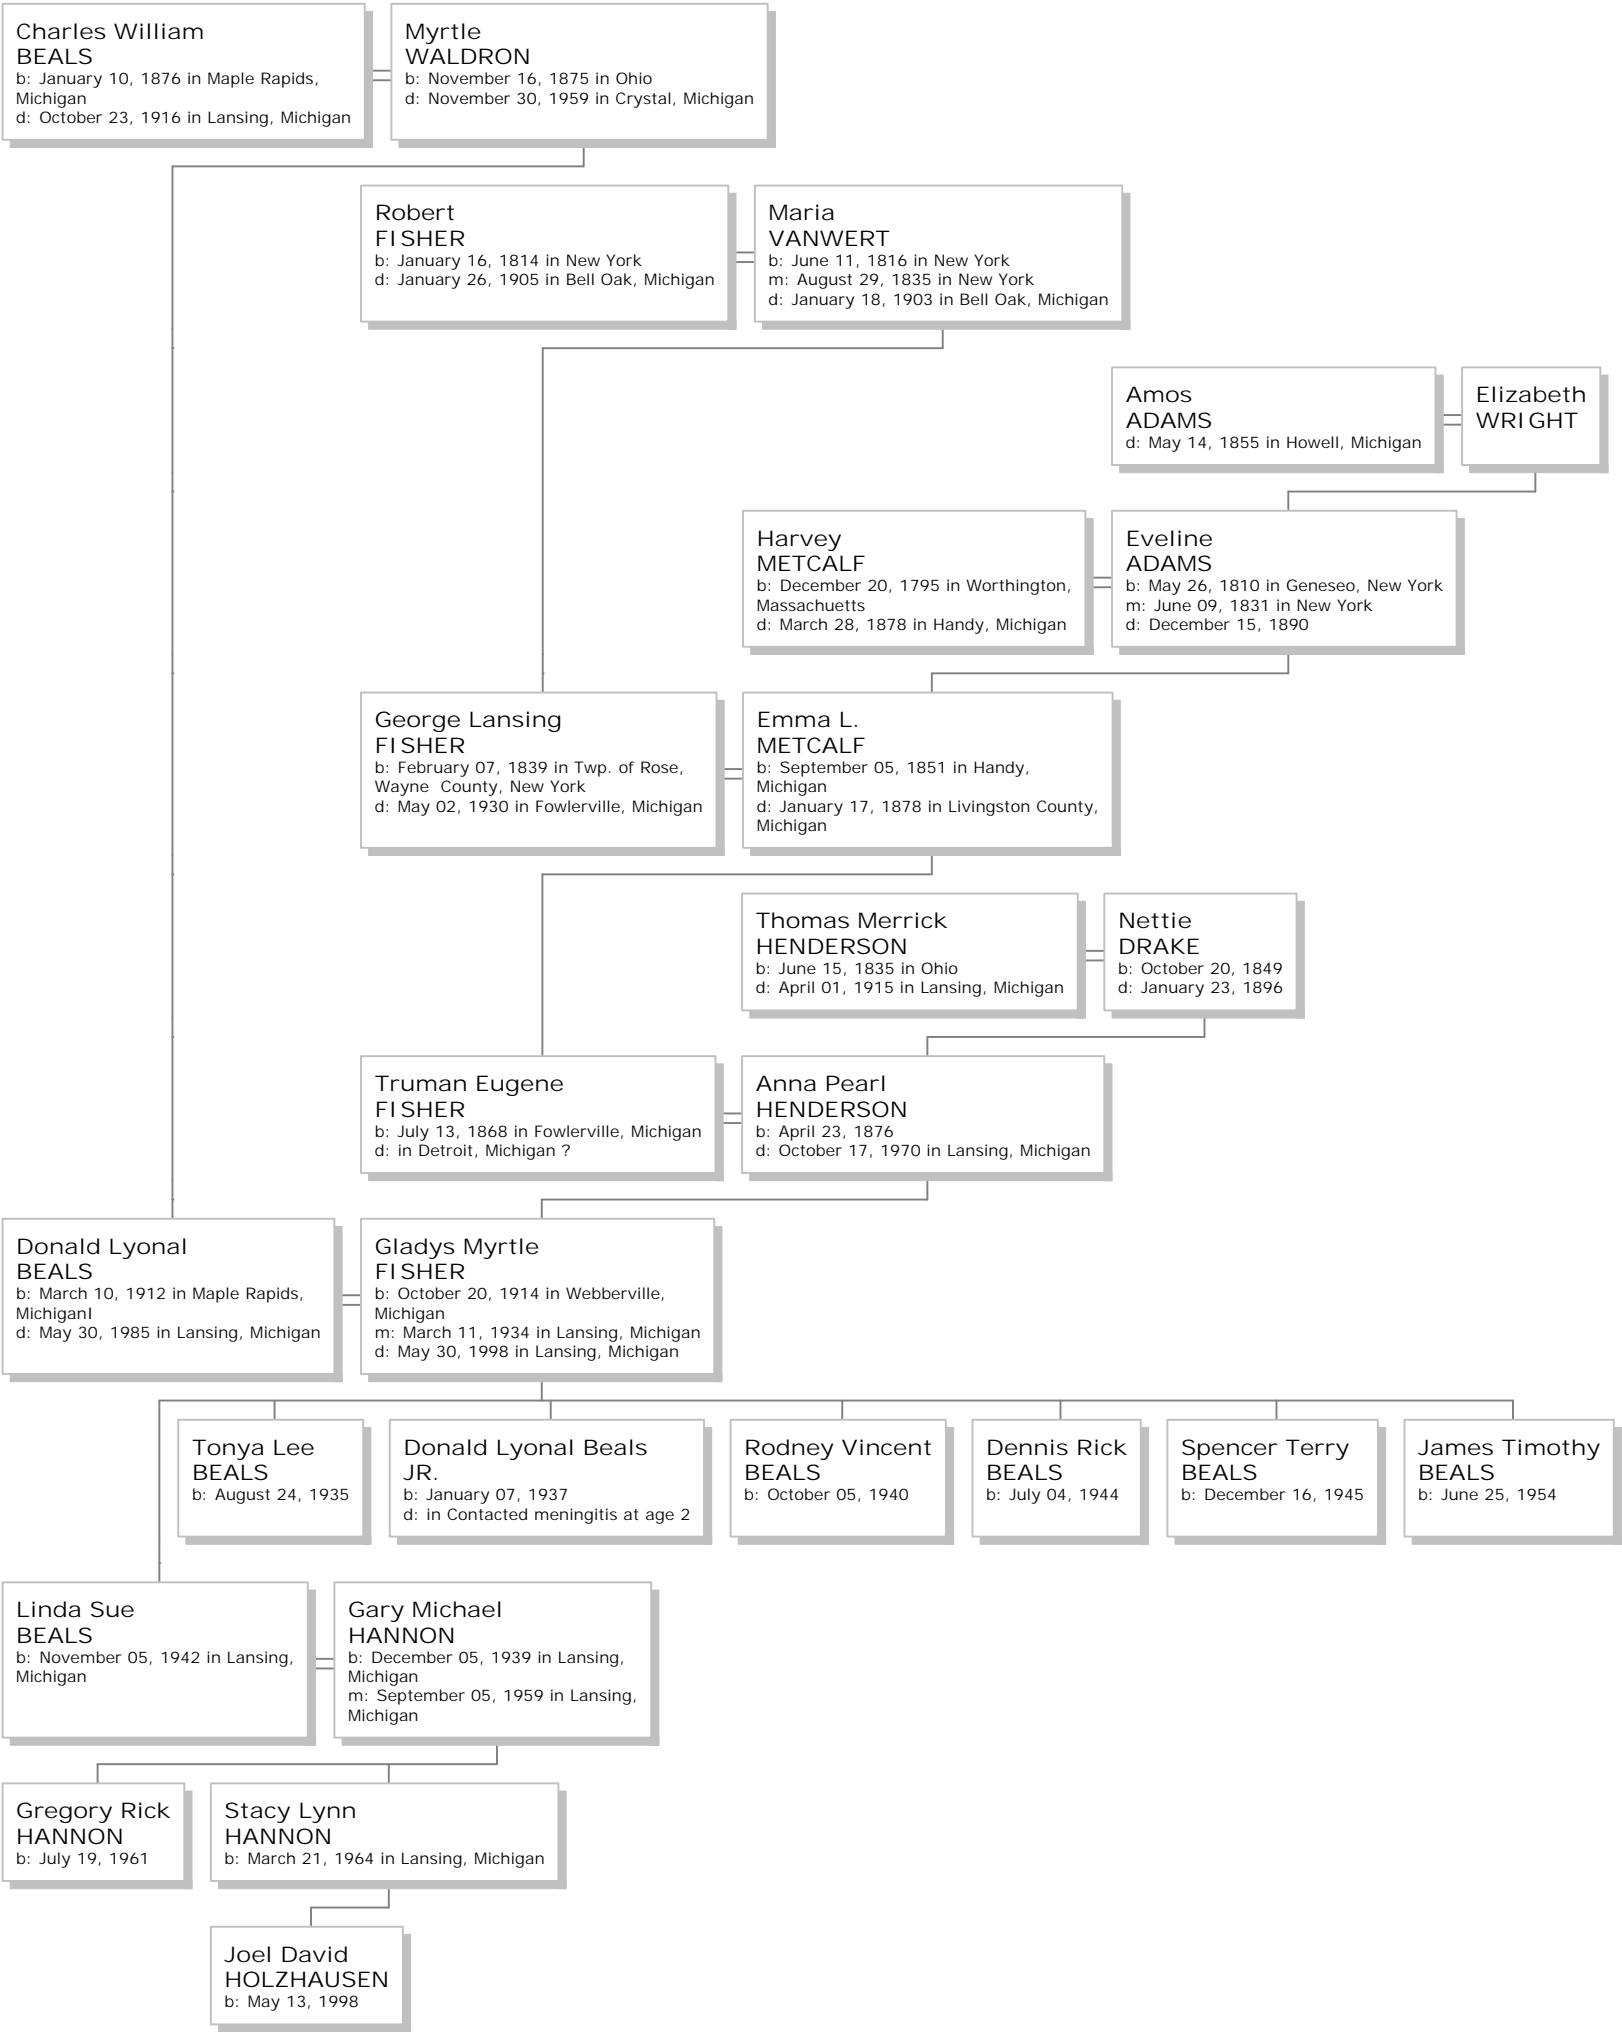 Charles William
BEALS
b: January 10, 1876 in Maple Rapids,
Michigan
d: October 23, 1916 in Lansing, Michigan
Myrtle
WALDRON
b: November 16, 1875 in Ohio
d: November 30, 1959 in Crystal, Michigan
Robert
FISHER
b: January 16, 1814 in New York
d: January 26, 1905 in Bell Oak, Michigan
Maria
VANWERT
b: June 11, 1816 in New York
m: August 29, 1835 in New York
d: January 18, 1903 in Bell Oak, Michigan
Amos
ADAMS
d: May 14, 1855 in Howell, Michigan
Elizabeth
WRIGHT
Harvey
METCALF
b: December 20, 1795 in Worthington,
Massachuetts
d: March 28, 1878 in Handy, Michigan
Eveline
ADAMS
b: May 26, 1810 in Geneseo, New York
m: June 09, 1831 in New York
d: December 15, 1890
George Lansing
FISHER
b: February 07, 1839 in Twp. of Rose,
Wayne County, New York
d: May 02, 1930 in Fowlerville, Michigan
Emma L.
METCALF
b: September 05, 1851 in Handy,
Michigan
d: January 17, 1878 in Livingston County,
Michigan
Thomas Merrick
HENDERSON
b: June 15, 1835 in Ohio
d: April 01, 1915 in Lansing, Michigan
Nettie
DRAKE
b: October 20, 1849
d: January 23, 1896
Truman Eugene
FISHER
b: July 13, 1868 in Fowlerville, Michigan
d: in Detroit, Michigan ?
Anna Pearl
HENDERSON
b: April 23, 1876
d: October 17, 1970 in Lansing, Michigan
Donald Lyonal
BEALS
b: March 10, 1912 in Maple Rapids,
MichiganI
d: May 30, 1985 in Lansing, Michigan
Gladys Myrtle
FISHER
b: October 20, 1914 in Webberville,
Michigan
m: March 11, 1934 in Lansing, Michigan
d: May 30, 1998 in Lansing, Michigan
Tonya Lee
BEALS
b: August 24, 1935
Donald Lyonal Beals
JR.
b: January 07, 1937
d: in Contacted meningitis at age 2
Rodney Vincent
BEALS
b: October 05, 1940
Dennis Rick
BEALS
b: July 04, 1944
Spencer Terry
BEALS
b: December 16, 1945
James Timothy
BEALS
b: June 25, 1954
Linda Sue
BEALS
b: November 05, 1942 in Lansing,
Michigan
Gary Michael
HANNON
b: December 05, 1939 in Lansing,
Michigan
m: September 05, 1959 in Lansing,
Michigan
Gregory Rick
HANNON
b: July 19, 1961
Stacy Lynn
HANNON
b: March 21, 1964 in Lansing, Michigan
Joel David
HOLZHAUSEN
b: May 13, 1998